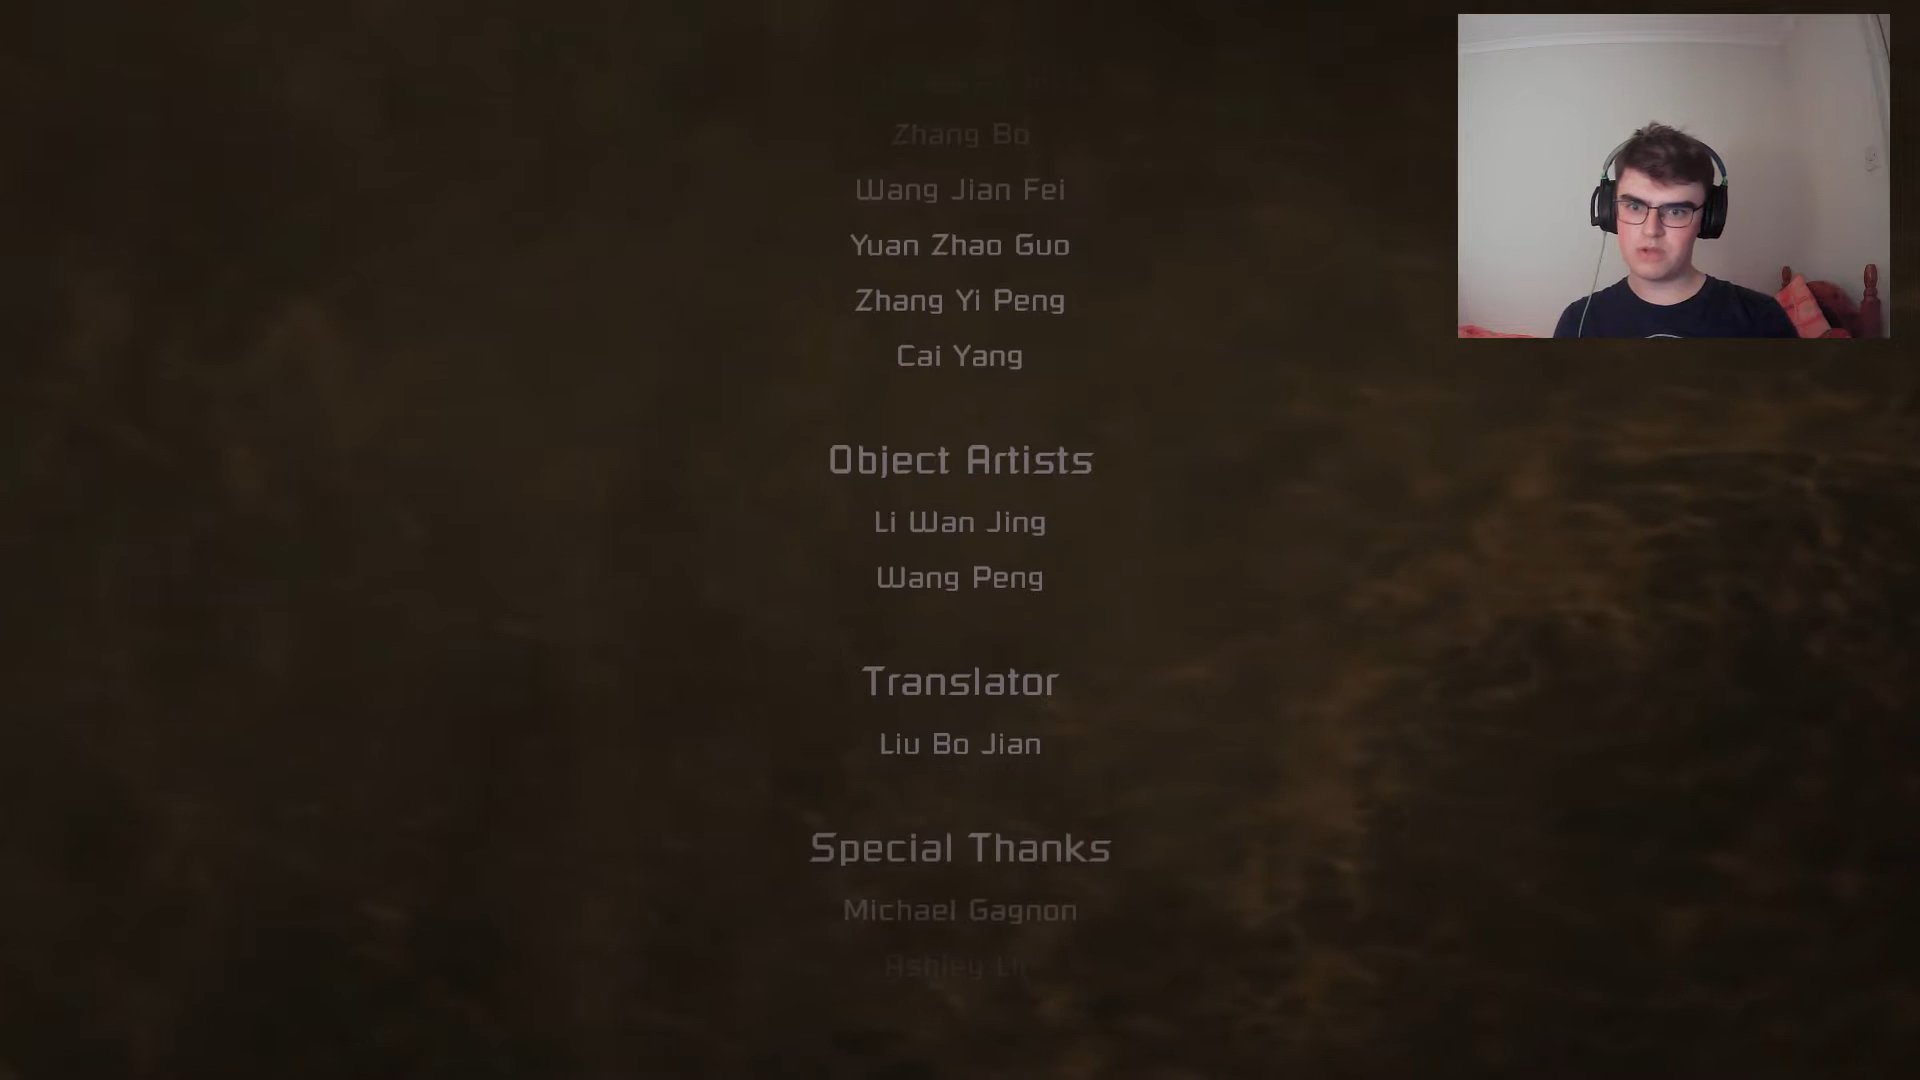 Zhang Bo
Wang Jian Fei
Yuan Zhao Guo
Zhang Yi Peng
Cai Yang
Object Artists
Li Wan Jing
Wang Peng
Translator
Liu Bo Jian
Special Thanks
Michael Gagnon
Ashley